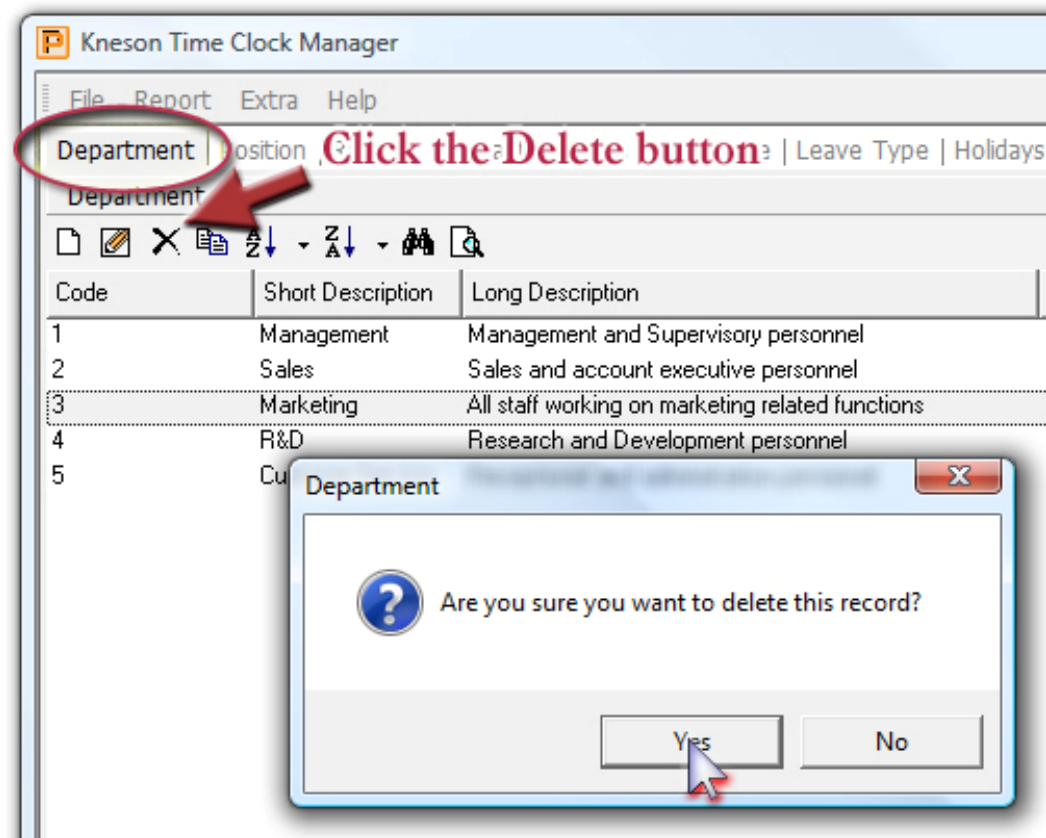 Kneson Time Clock Manager
File Report Extra Help
Department | osition Click the Delete button | Leave Type | Holidays
Department
Code Short Description Long Description
1 Management Management and Supervisory personnel
2 Sales Sales and account executive personnel
3 Marketing All staff working on marketing related functions
4 R&D Research and Development personnel
5 Cu
Department
Are you sure you want to delete this record?
Yes No